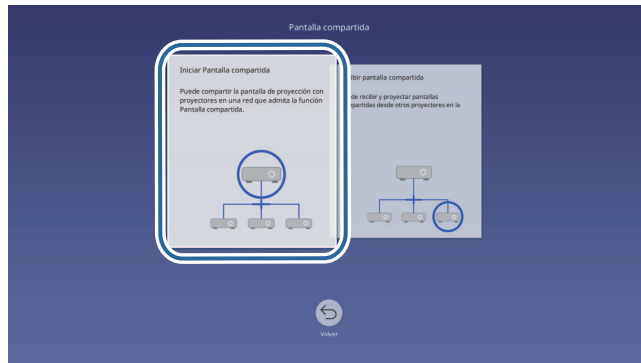 Pantalla compartida
Iniciar Pantalla compartida
Puede compartir la pantalla de proyección con
proyectores en una red que admita la función
Pantalla compartida.
ibir pantalla compartida
de recibir y proyectar pantallas
partidas desde otros proyectores en la
Volver